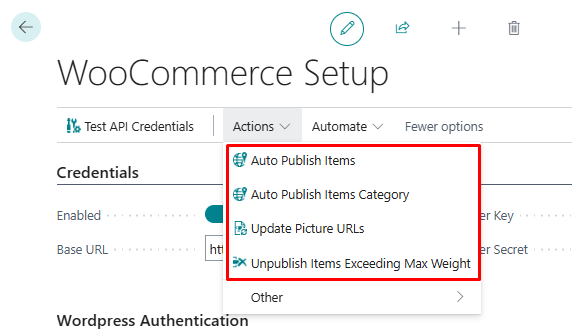 WooCommerce Setup
Test API Credentials Actions Automate Fewer options
Auto Publish Items
Credentials
Auto Publish Items Category
Enabled Update Picture URLs er Key
Base URL htt Unpublish Items Exceeding Max Weight er Secret
Other
Wordpress Authentication